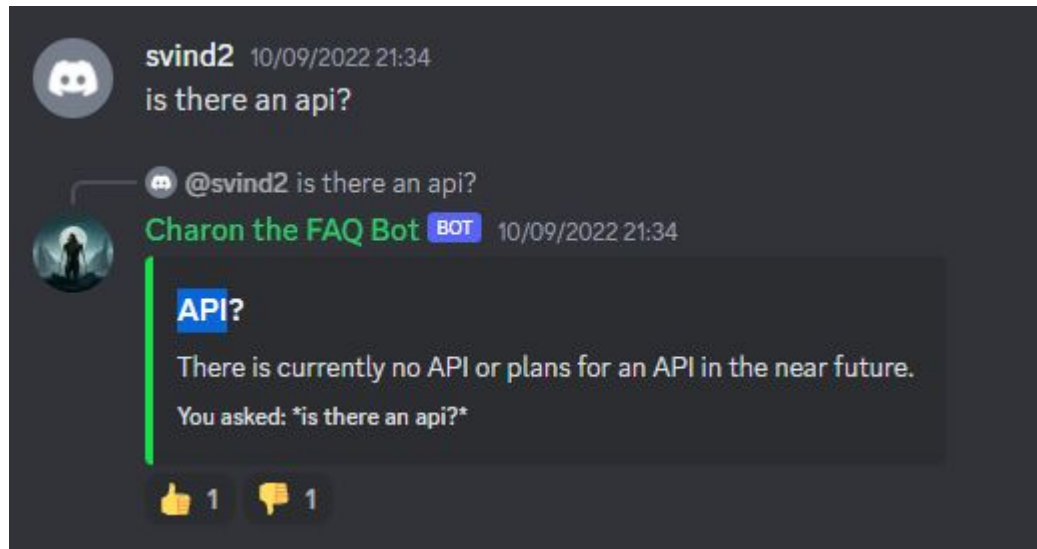 svind2 10/09/2022 21:34
is there an api?
@svind2 is there an api?
Charon the FAQ Bot BOT 10/09/2022 21:34
API?
There is currently no API or plans for an API in the near future.
You asked: *is there an api?*
👍 1 👎 1